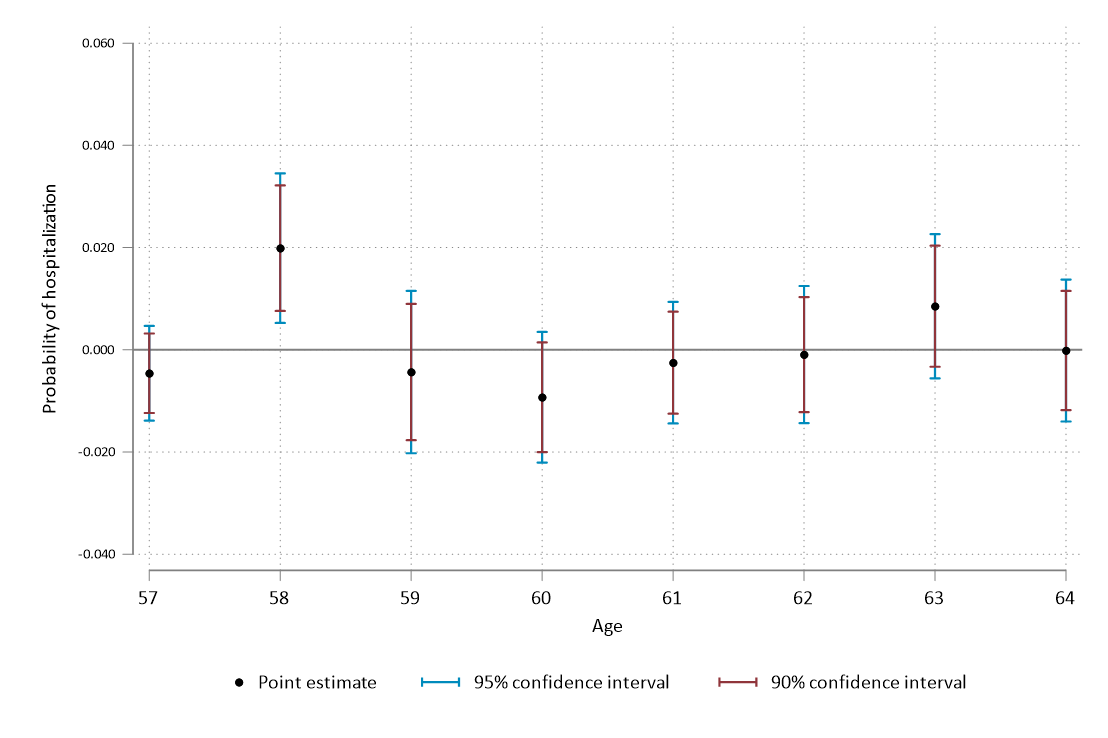 0.060
0.040
0.020
0.000
-0.020
-0.040
Probability of hospitalization
57 58 59 60 61 62 63 64
Age
Point estimate 95% confidence interval 90% confidence interval